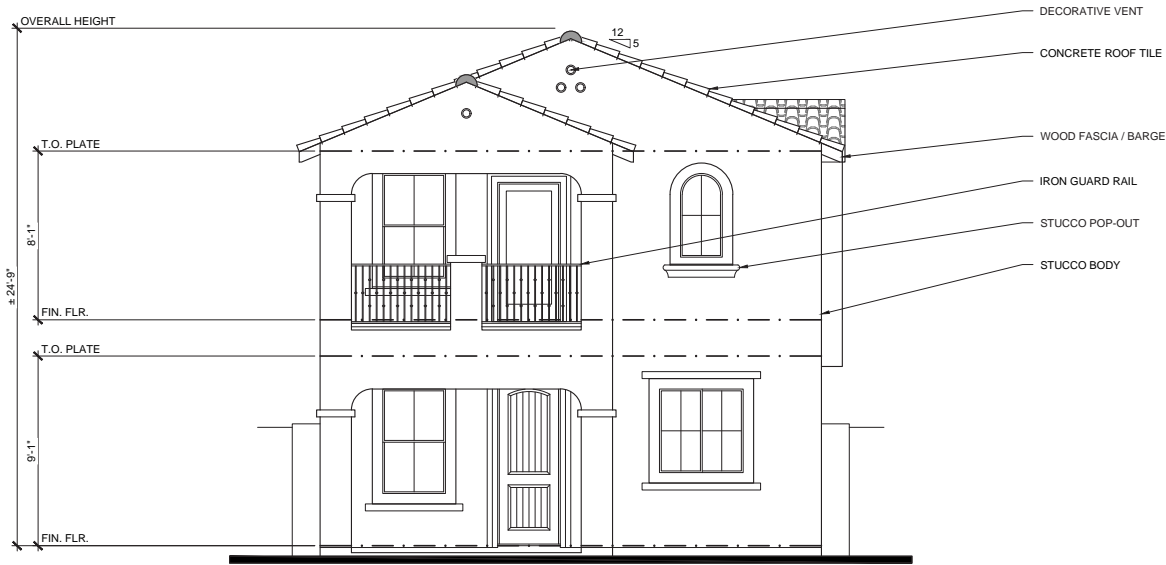 OVERALL HEIGHT
12
5
DECORATIVE VENT
CONCRETE ROOF TILE
T.O. PLATE
WOOD FASCIA / BARGE
IRON GUARD RAIL
8'-1"
STUCCO POP-OUT
STUCCO BODY
± 24'-9"
FIN. FLR.
T.O. PLATE
9'-1"
FIN. FLR.